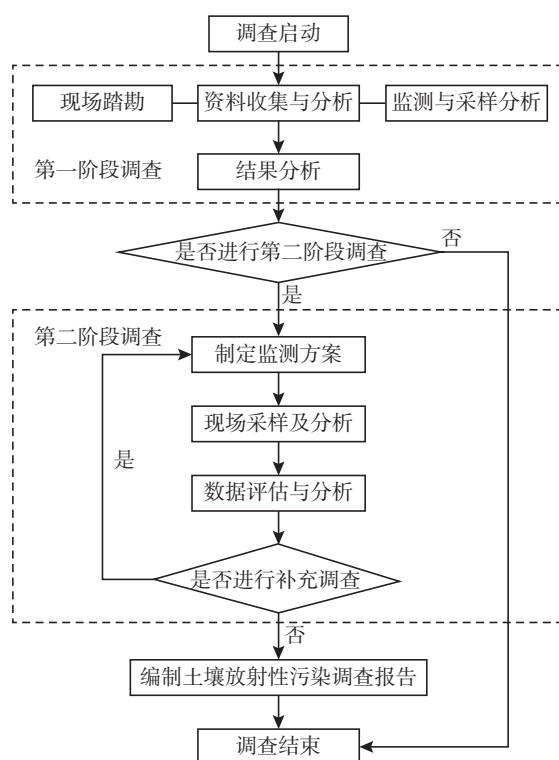 调查启动
现场踏勘
资料收集与分析
监测与采样分析
第一阶段调查
结果分析
是否进行第二阶段调查
否
是
第二阶段调查
制定监测方案
现场采样及分析
是
数据评估与分析
是否进行补充调查
否
编制土壤放射性污染调查报告
调查结束